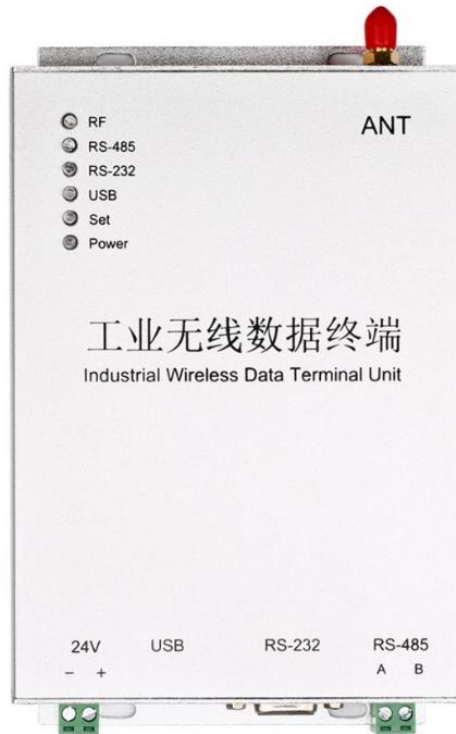 ANT
RF
RS-485
RS-232
USB
Set
Power
工业无线数据终端
Industrial Wireless Data Terminal Unit
24V USB RS-232 RS-485
- + A B